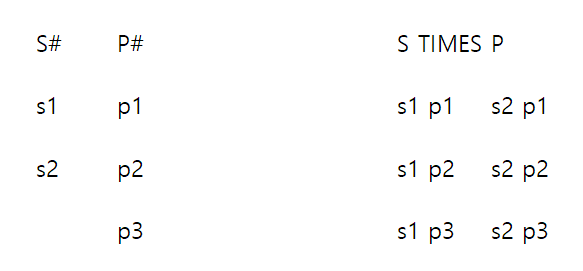 S# P# S TIMES P
s1 p1 s1 p1 s2 p1
s2 p2 s1 p2 s2 p2
p3 s1 p3 s2 p3